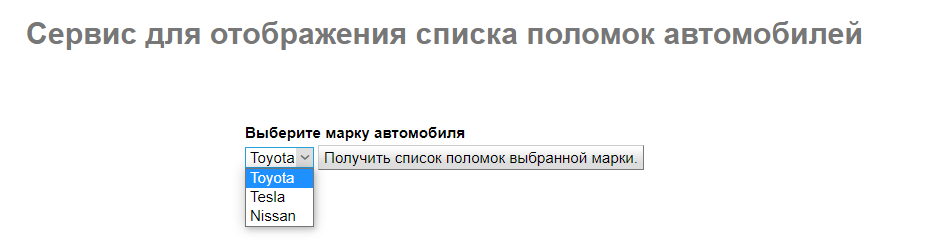 Сервис для отображения списка поломок автомобилей
Выберите марку автомобиля
Toyota Получить список поломок выбранной марки.
Toyota
Tesla
Nissan